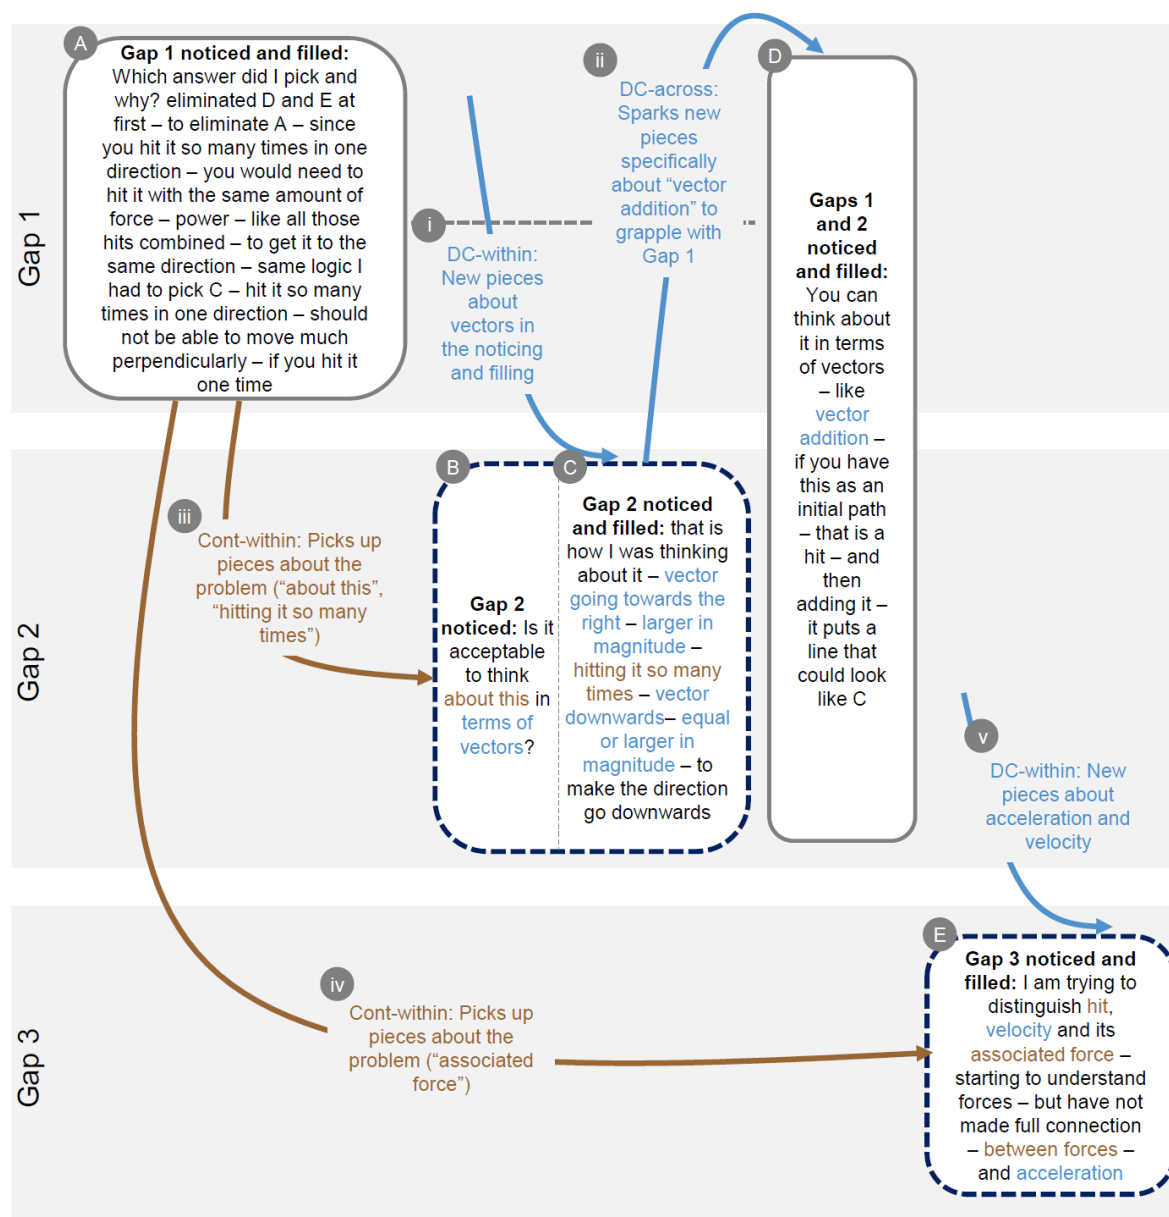 Gap 1
A
Gap 1 noticed and filled:
Which answer did I pick and
why? eliminated D and E at
first – to eliminate A – since
you hit it so many times in one
direction – you would need to
hit it with the same amount of
force – power – like all those
hits combined – to get it to the
same direction – same logic I
had to pick C – hit it so many
times in one direction – should
not be able to move much
perpendicularly – if you hit it
one time
i
DC-within:
New pieces
about
vectors in
the noticing
and filling
ii
DC-across:
Sparks new
pieces
specifically
about “vector
addition” to
grapple with
Gap 1
D
Gaps 1
and 2
noticed
and filled:
You can
think about
it in terms
of vectors
– like
vector
addition –
if you have
this as an
initial path
– that is a
hit – and
then
adding it –
it puts a
line that
could look
like C
Gap 2
iii
Cont-within: Picks up
pieces about the
problem (“about this”,
“hitting it so many
times”)
B
Gap 2
noticed: Is it
acceptable
to think
about this in
terms of
vectors?
C
Gap 2 noticed
and filled: that is
how I was thinking
about it – vector
going towards the
right – larger in
magnitude –
hitting it so many
times – vector
downwards– equal
or larger in
magnitude – to
make the direction
go downwards
v
DC-within: New
pieces about
acceleration and
velocity
Gap 3
iv
Cont-within: Picks up
pieces about the
problem (“associated
force”)
E
Gap 3 noticed and
filled: I am trying to
distinguish hit,
velocity and its
associated force –
starting to understand
forces – but have not
made full connection
– between forces –
and acceleration